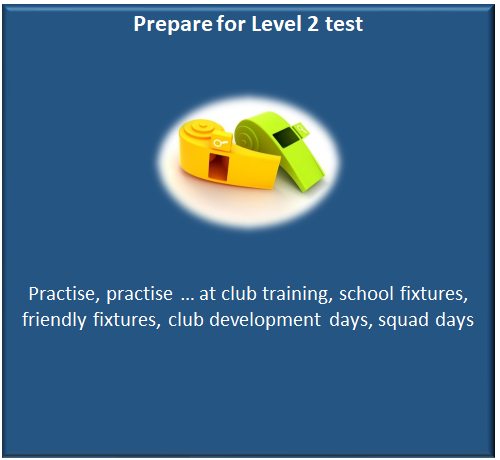 Prepare for Level 2 test
Practise, practise ... at club training, school fixtures,
friendly fixtures, club development days, squad days